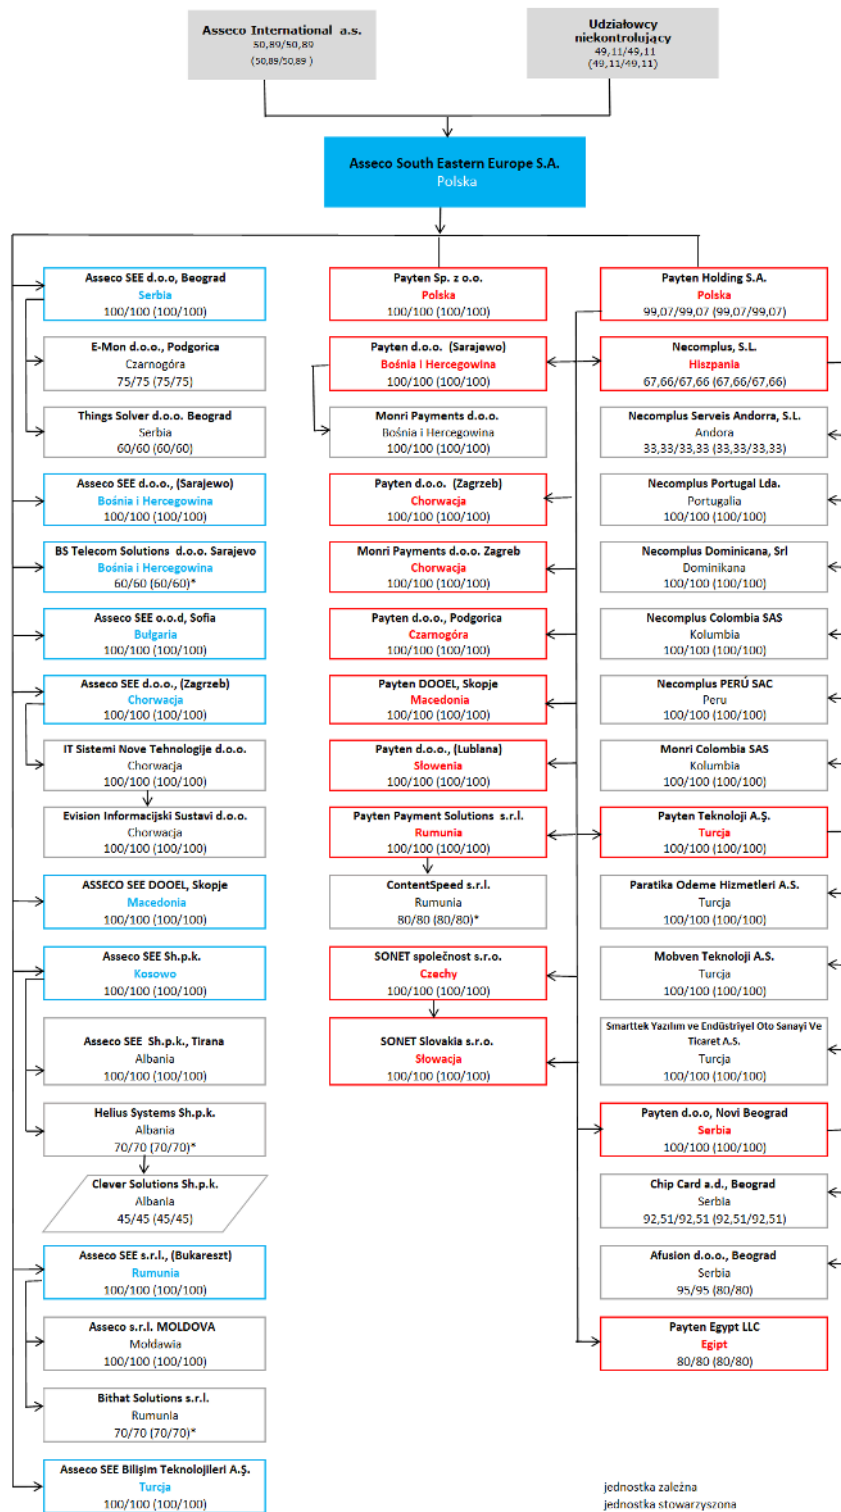 Asseco International a.s.
50,89/50,89
(50,89/50,89 )
Udziałowcy
niekontrolujący
49,11/49,11
(49,11/49,11)
Asseco South Eastern Europe S.A.
Polska
Asseco SEE d.o.o, Beograd
Serbia
100/100 (100/100)
E-Mon d.o.o., Podgorica
Czarnogóra
75/75 (75/75)
Things Solver d.o.o. Beograd
Serbia
60/60 (60/60)
Asseco SEE d.o.o., (Sarajewo)
Bośnia i Hercegowina
100/100 (100/100)
BS Telecom Solutions d.o.o. Sarajevo
Bośnia i Hercegowina
60/60 (60/60)*
Asseco SEE o.o.d, Sofia
Bułgaria
100/100 (100/100)
Asseco SEE d.o.o., (Zagrzeb)
Chorwacja
100/100 (100/100)
IT Sistemi Nove Tehnologije d.o.o.
Chorwacja
100/100 (100/100)
Evision Informacijski Sustavi d.o.o.
Chorwacja
100/100 (100/100)
ASSECO SEE DOOEL, Skopje
Macedonia
100/100 (100/100)
Asseco SEE Sh.p.k.
Kosowo
100/100 (100/100)
Asseco SEE Sh.p.k., Tirana
Albania
100/100 (100/100)
Helius Systems Sh.p.k.
Albania
70/70 (70/70)*
Clever Solutions Sh.p.k.
Albania
45/45 (45/45)
Asseco SEE s.r.l., (Bukareszt)
Rumunia
100/100 (100/100)
Asseco s.r.l. MOLDOVA
Mołdawia
100/100 (100/100)
Bithat Solutions s.r.l.
Rumunia
70/70 (70/70)*
Asseco SEE Bilişim Teknolojileri A.Ş.
Turcja
100/100 (100/100)
Payten Sp. z o.o.
Polska
100/100 (100/100)
Payten d.o.o. (Sarajewo)
Bośnia I Hercegowina
100/100 (100/100)
Monri Payments d.o.o.
Bośnia i Hercegowina
100/100 (100/100)
Payten d.o.o. (Zagrzeb)
Chorwacja
100/100 (100/100)
Monri Payments d.o.o. Zagreb
Chorwacja
100/100 (100/100)
Payten d.o.o., Podgorica
Czarnogóra
100/100 (100/100)
Payten DOOEL, Skopje
Macedonia
100/100 (100/100)
Payten d.o.o., (Lublana)
Słowenia
100/100 (100/100)
Payten Payment Solutions s.r.l.
Rumunia
100/100 (100/100)
ContentSpeed s.r.l.
Rumunia
80/80 (80/80)*
SONET společnost s.r.o.
Czechy
100/100 (100/100)
SONET Slovakia s.r.o.
Słowacja
100/100 (100/100)
Payten Holding S.A.
Polska
99,07/99,07 (99,07/99,07)
Necomplus, S.L.
Hiszpania
67,66/67,66 (67,66/67,66)
Necomplus Serveis Andorra, S.L.
Andora
33,33/33,33 (33,33/33,33)
Necomplus Portugal Lda.
Portugalia
100/100 (100/100)
Necomplus Dominicana, Srl
Dominikana
100/100 (100/100)
Necomplus Colombia SAS
Kolumbia
100/100 (100/100)
Necomplus PERÚ SAC
Peru
100/100 (100/100)
Monri Colombia SAS
Kolumbia
100/100 (100/100)
Payten Teknoloji A.Ş.
Turcja
100/100 (100/100)
Paratika Odeme Hizmetleri A.S.
Turcja
100/100 (100/100)
Mobven Teknoloji A.S.
Turcja
100/100 (100/100)
Smarttek Yazılım ve Endüstriyel Oto Sanayi Ve
Ticaret A.S.
Turcja
100/100 (100/100)
Payten d.o.o, Novi Beograd
Serbia
100/100 (100/100)
Chip Card a.d., Beograd
Serbia
92,51/92,51 (92,51/92,51)
Afusion d.o.o., Beograd
Serbia
95/95 (80/80)
Payten Egypt LLC
Egipt
80/80 (80/80)
jednostka zależna
jednostka stowarzyszona